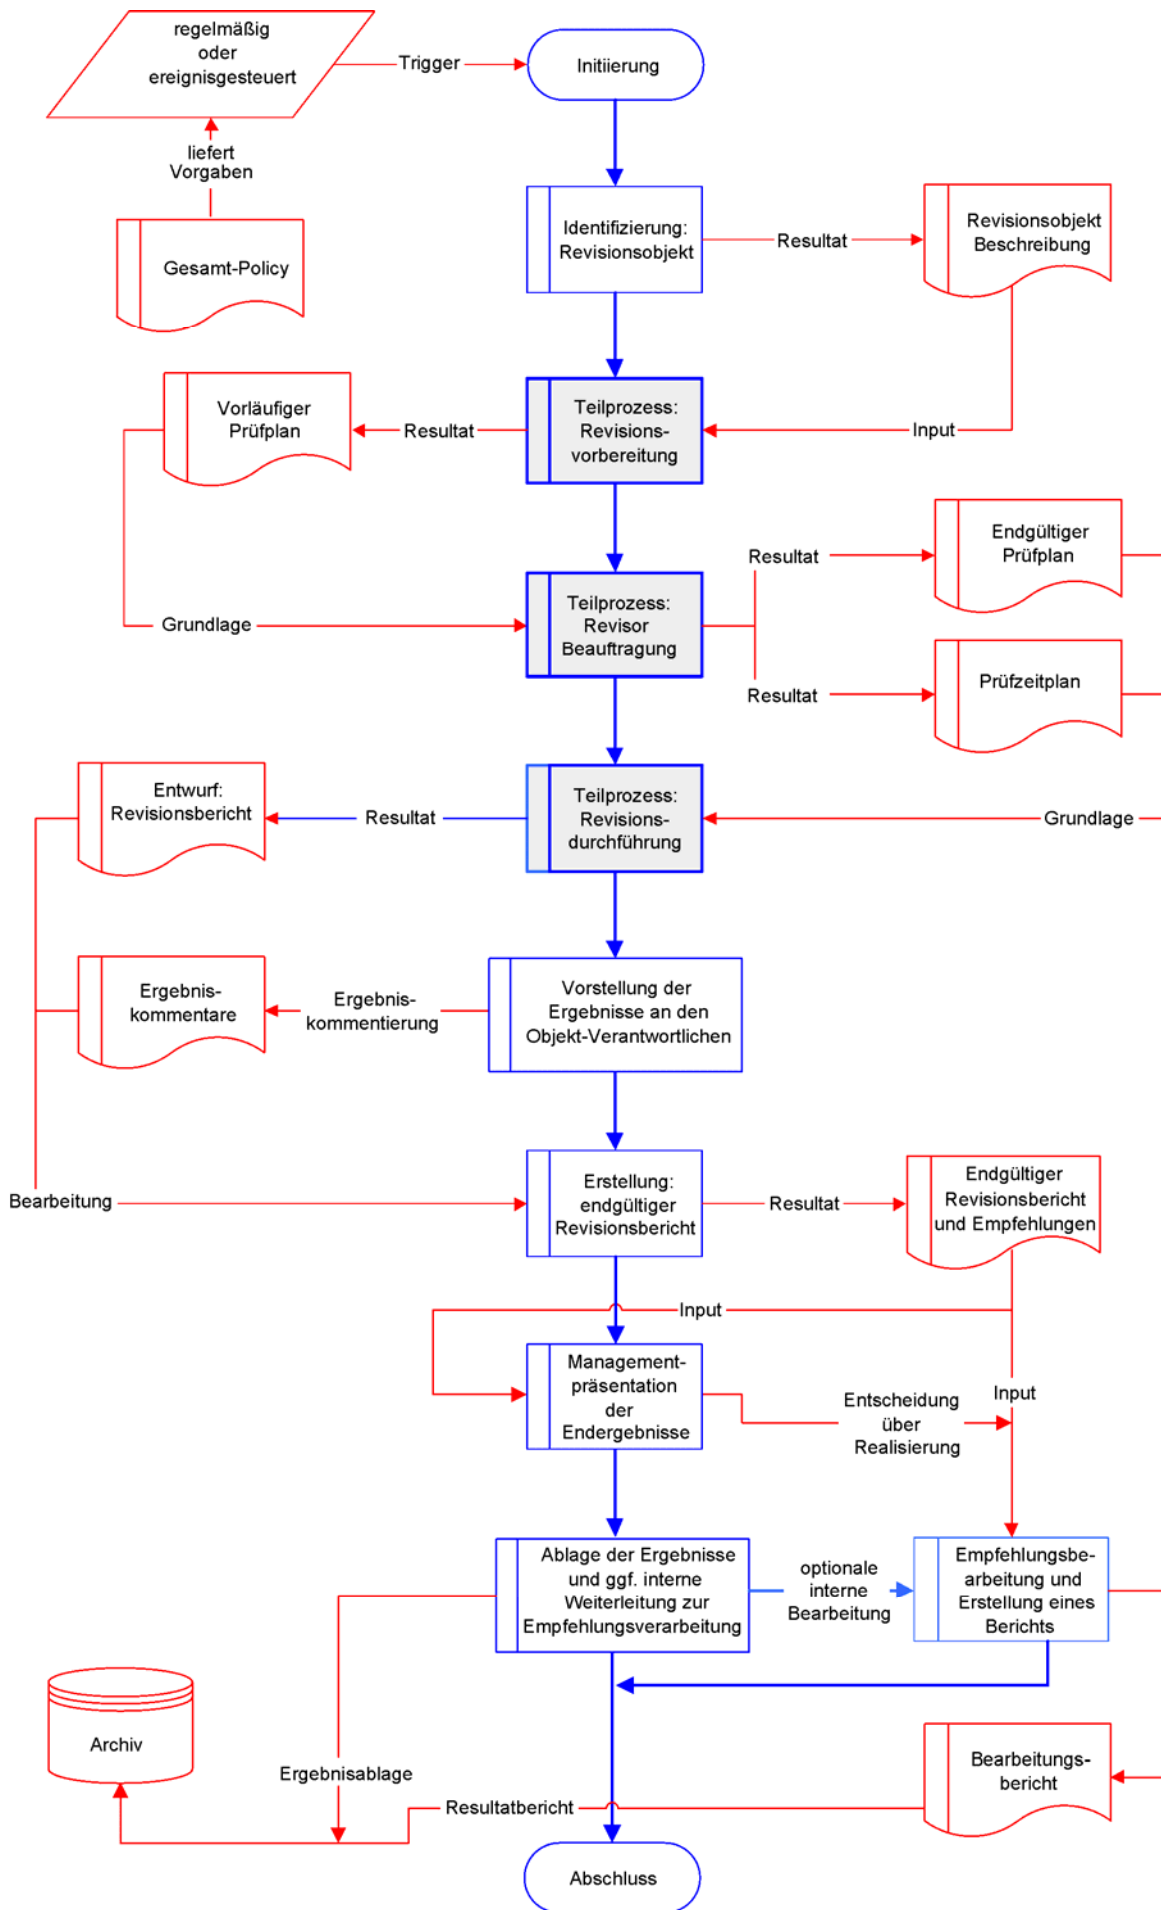 regelmäßig
oder
ereignisgesteuert
Trigger
Initiierung
liefert
Vorgaben
Gesamt-Policy
Identifizierung:
Revisionsobjekt
Resultat
Revisionsobjekt
Beschreibung
Vorläufiger
Prüfplan
Resultat
Teilprozess:
Revisions-
vorbereitung
Input
Endgültiger
Prüfplan
Resultat
Grundlage
Teilprozess:
Revisor
Beauftragung
Resultat
Prüfzeitplan
Entwurf:
Revisionsbericht
Resultat
Teilprozess:
Revisions-
durchführung
Grundlage
Ergebnis-
kommentare
Ergebnis-
kommentierung
Vorstellung der
Ergebnisse an den
Objekt-Verantwortlichen
Bearbeitung
Erstellung:
endgültiger
Revisionsbericht
Resultat
Endgültiger
Revisionsbericht
und Empfehlungen
Input
Management-
präsentation
der
Endergebnisse
Entscheidung
über
Realisierung
Input
Ablage der Ergebnisse
und ggf. interne
Weiterleitung zur
Empfehlungsverarbeitung
optionale
interne
Bearbeitung
Empfehlungsbe-
arbeitung und
Erstellung eines
Berichts
Archiv
Ergebnisablage
Resultatbericht
Bearbeitungs-
bericht
Abschluss